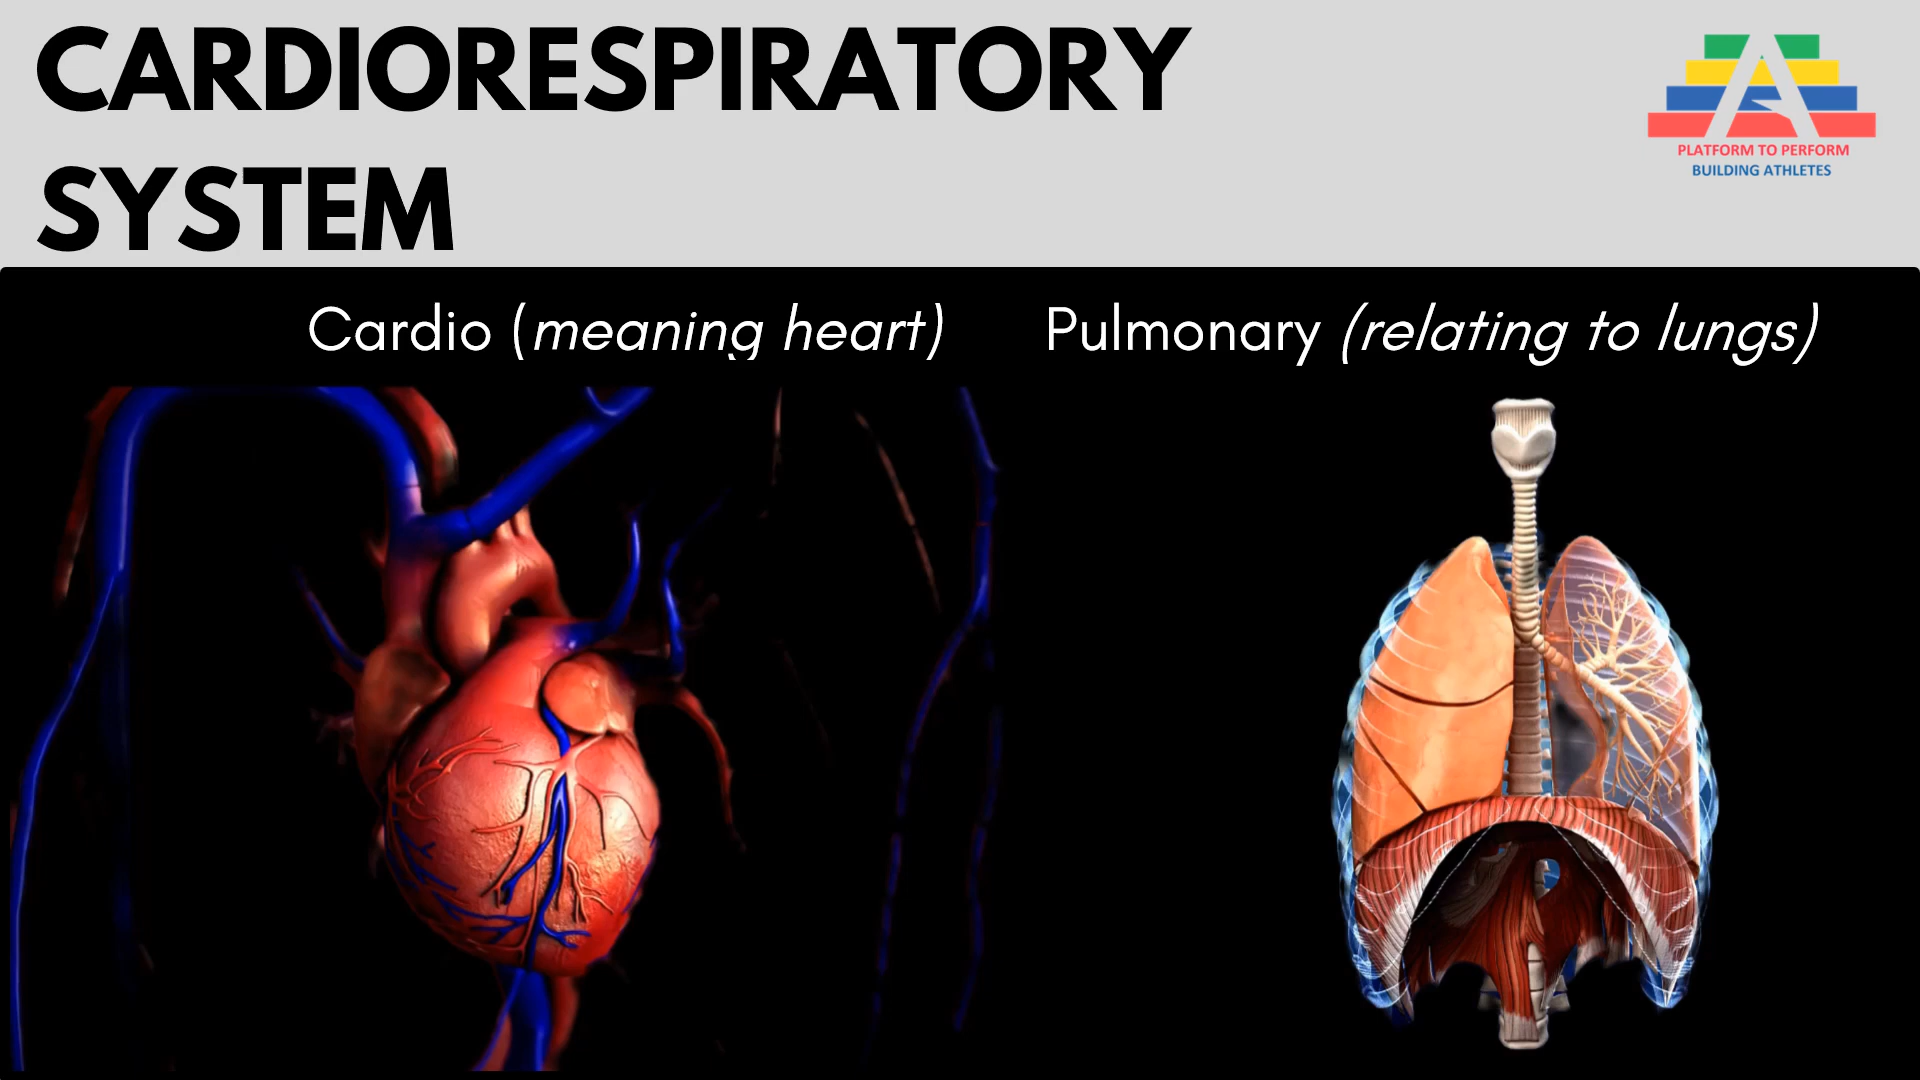 CARDIORESPIRATORY
SYSTEM
PLATFORM TO PERFORM
BUILDING ATHLETES
Cardio (meaning heart)
Pulmonary (relating to lungs)